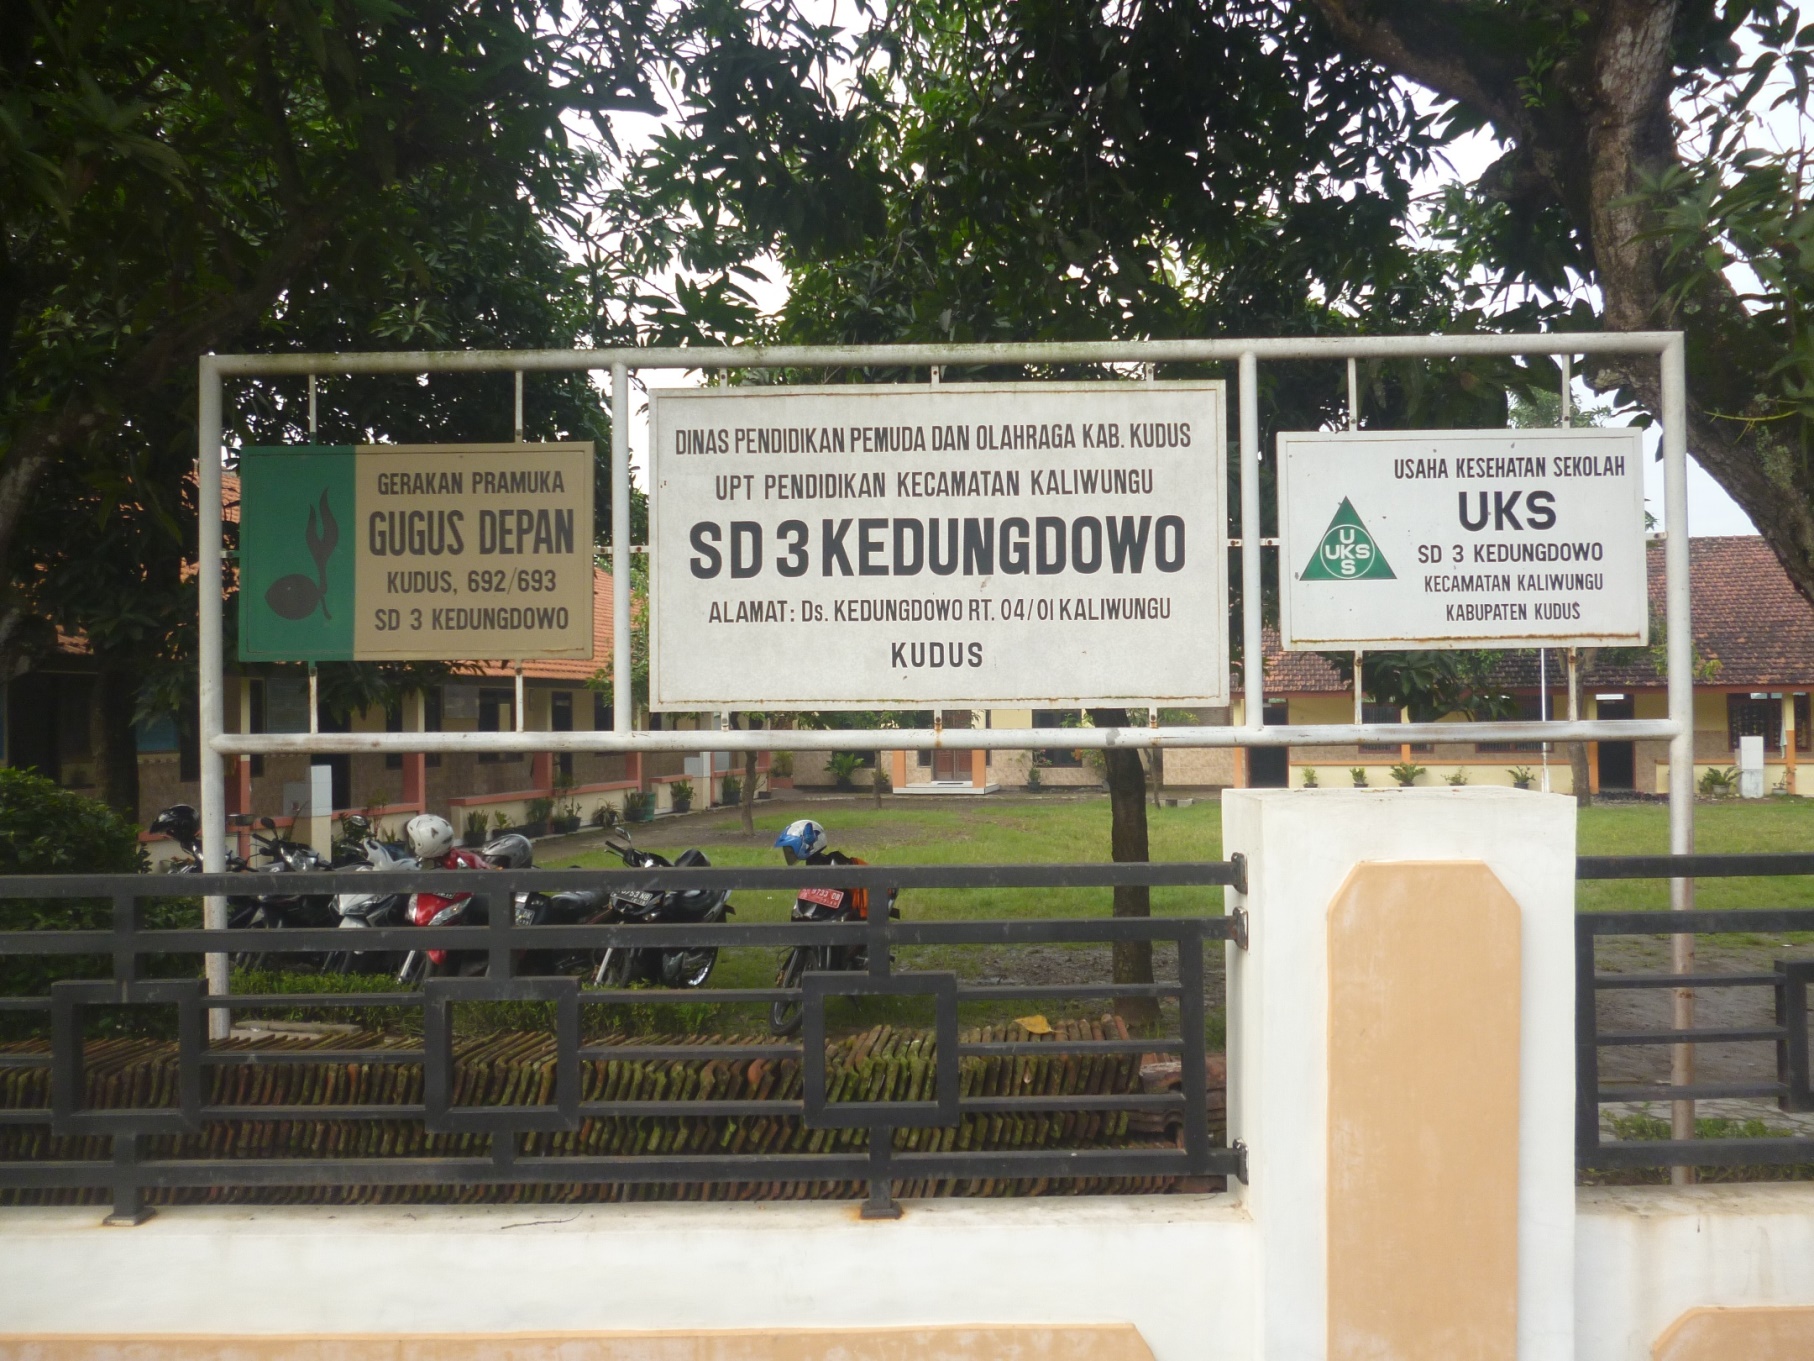 GERAKAN PRAMUKA
GUGUS DEPAN
KUDUS, 692/693
SD 3 KEDUNGDOWO
DINAS PENDIDIKAN PEMUDA DAN OLAHRAGA KAB. KUDUS
UPT PENDIDIKAN KECAMATAN KALIWUNGU
SD 3 KEDUNGDOWO
ALAMAT: Ds. KEDUNGDOWO RT. 04/01 KALIWUNGU
KUDUS
USAHA KESEHATAN SEKOLAH
UKS
SD 3 KEDUNGDOWO
KECAMATAN KALIWUNGU
KABUPATEN KUDUS
U
UKS
S